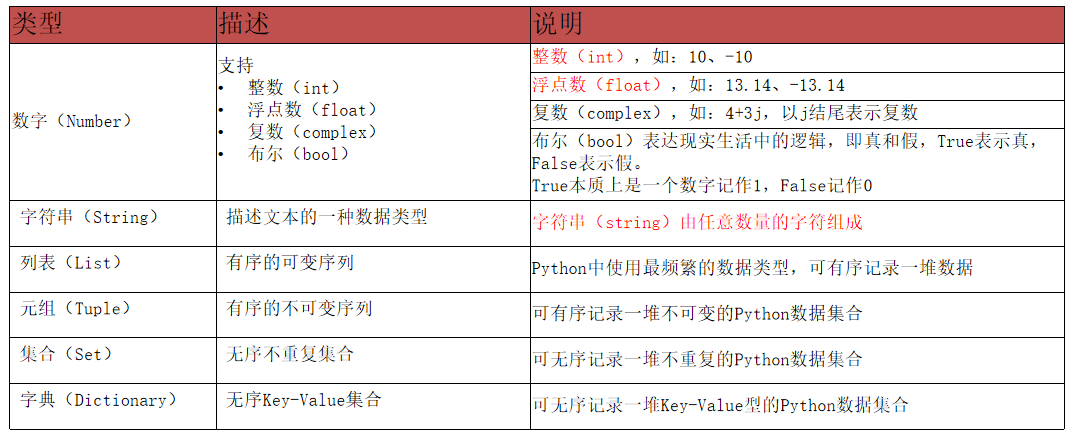 类型 描述 说明
数字（Number）
支持
• 整数（int）
• 浮点数（float）
• 复数（complex）
• 布尔（bool）
整数（int），如：10、-10
浮点数（float），如：13.14、-13.14
复数（complex），如：4+3j，以j结尾表示复数
布尔（bool）表达现实生活中的逻辑，即真和假，True表示真，
False表示假。
True本质上是一个数字记作1，False记作0
字符串（String） 描述文本的一种数据类型 字符串（string）由任意数量的字符组成
列表（List） 有序的可变序列 Python中使用最频繁的数据类型，可有序记录一堆数据
元组（Tuple） 有序的不可变序列 可有序记录一堆不可变的Python数据集合
集合（Set） 无序不重复集合 可无序记录一堆不重复的Python数据集合
字典（Dictionary） 无序Key-Value集合 可无序记录一堆Key-Value型的Python数据集合